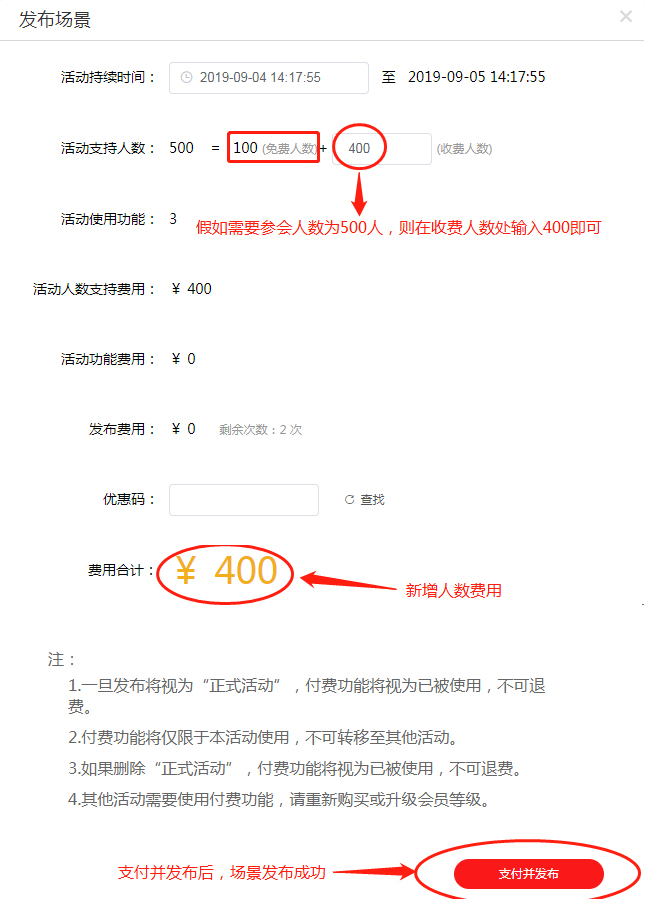 发布场景
活动持续时间： 2019-09-04 14:17:55 至 2019-09-05 14:17:55
活动支持人数： 500 = 100 (免费人数) + 400 (收费人数)
活动使用功能： 3
假如需要参会人数为500人，则在收费人数处输入400即可
活动人数支持费用： ¥ 400
活动功能费用： ¥ 0
发布费用： ¥ 0 剩余次数：2 次
优惠码： 查找
费用合计： ¥ 400
新增人数费用
注：
1.一旦发布将视为“正式活动”，付费功能将视为已被使用，不可退
费。
2.付费功能将仅限于本活动使用，不可转移至其他活动。
3.如果删除“正式活动”，付费功能将视为已被使用，不可退费。
4.其他活动需要使用付费功能，请重新购买或升级会员等级。
支付并发布后，场景发布成功 支付并发布